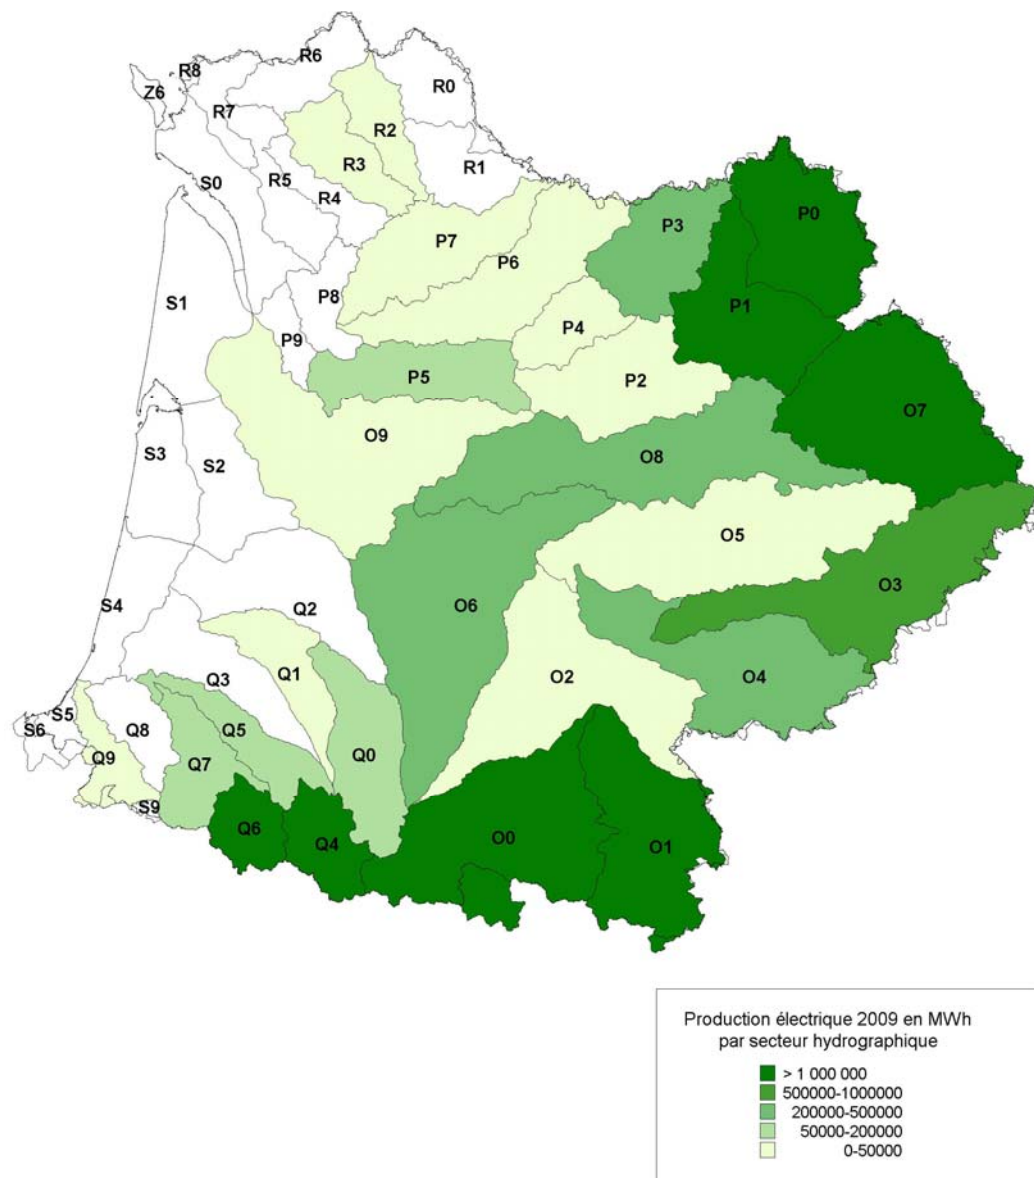 R6
R8
Z6
R0
R7
R2
R3
R1
S0
R5
R4
P0
P3
P7
P6
P8
S1
P1
P4
P9
P5
P2
O7
O9
S3
S2
O8
O5
O3
S4
Q2
O6
Q1
O2
O4
Q3
S5
S6
Q8
Q5
Q9
Q7
Q0
S9
Q6
Q4
O0
O1
Production électrique 2009 en MWh
par secteur hydrographique
> 1 000 000
500000-1000000
200000-500000
50000-200000
0-50000